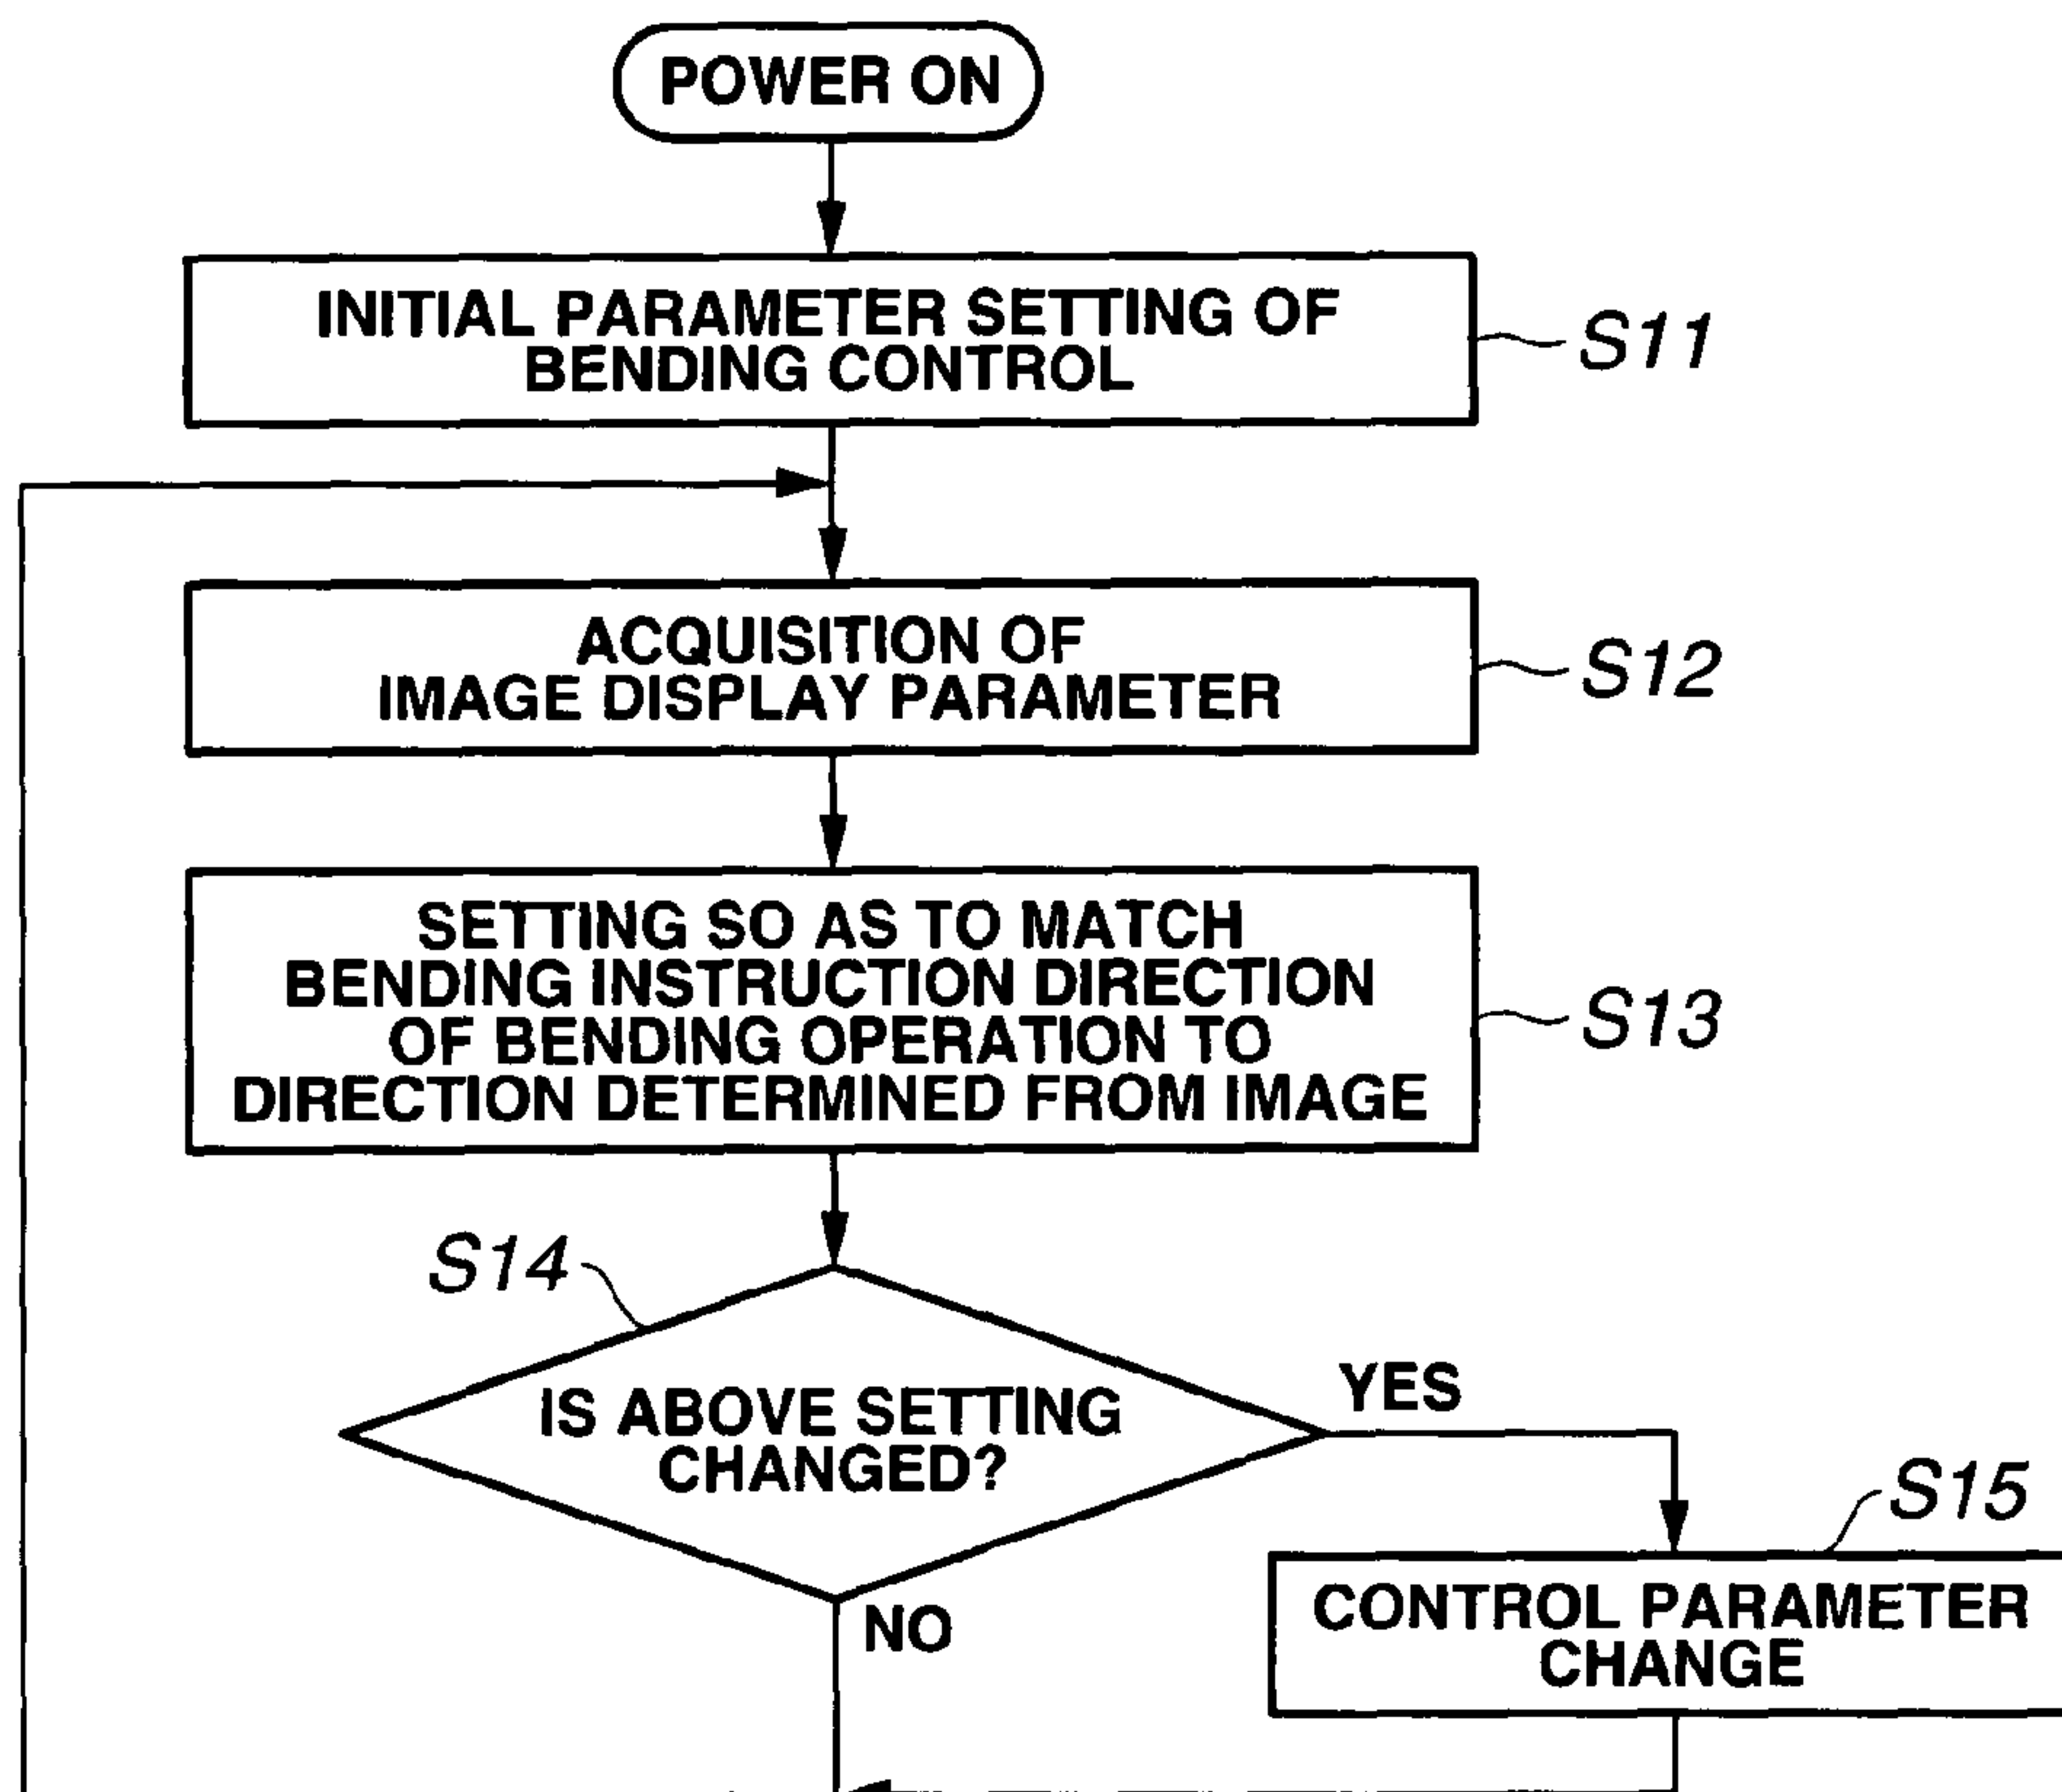 POWER ON
INITIAL PARAMETER SETTING OF
BENDING CONTROL
S11
ACQUISITION OF
IMAGE DISPLAY PARAMETER
S12
SETTING SO AS TO MATCH
BENDING INSTRUCTION DIRECTION
OF BENDING OPERATION TO
DIRECTION DETERMINED FROM IMAGE
S13
S14
IS ABOVE SETTING
CHANGED?
YES
S15
CONTROL PARAMETER
CHANGE
NO